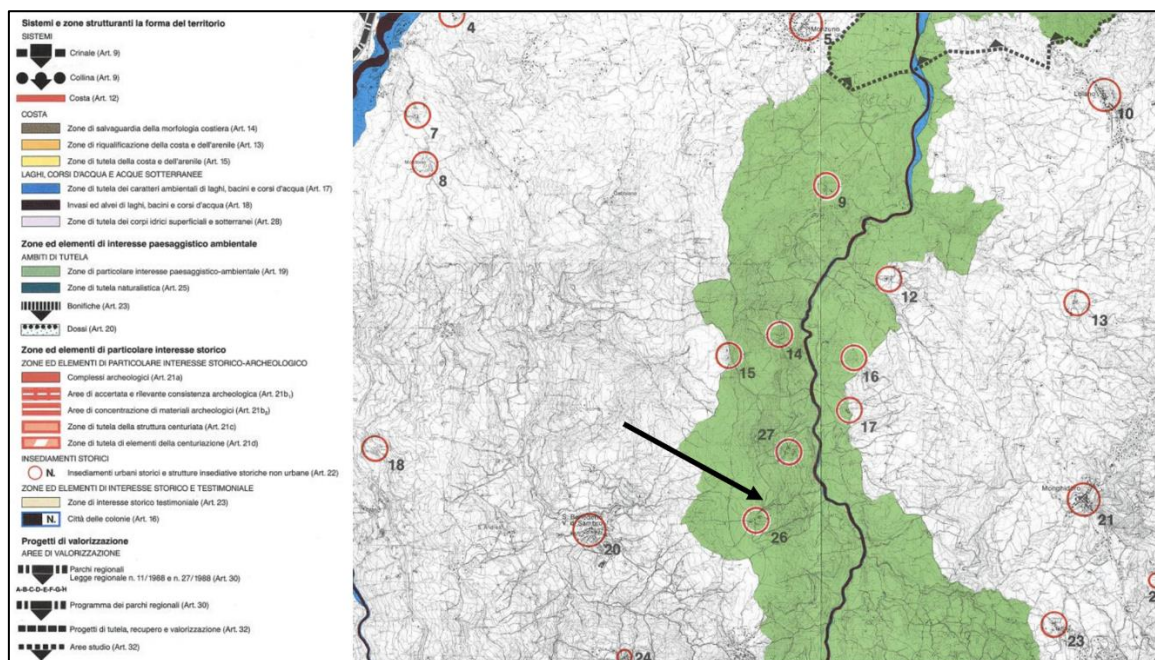 Sistemi e zone strutturanti la forma del territorio
SISTEMI
Crinale (Art. 9)
Collina (Art. 9)
Costa (Art. 12)
COSTA
Zone di salvaguardia della morfologia costiera (Art. 14)
Zone di riqualificazione della costa e dell'arenile (Art. 13)
Zone di tutela della costa e dell'arenile (Art. 15)
LAGHI, CORSI D'ACQUA E ACQUE SOTTERRANEE
Zone di tutela dei caratteri ambientali di laghi, bacini e corsi d'acqua (Art. 17)
Invasi ed alvei di laghi, bacini e corsi d'acqua (Art. 18)
Zone di tutela dei corpi idrici superficiali e sotterranei (Art. 28)
Zone ed elementi di interesse paesaggistico ambientale
AMBITI DI TUTELA
Zone di particolare interesse paesaggistico-ambientale (Art. 19)
Zone di tutela naturalistica (Art. 25)
Bonifiche (Art. 23)
Dossi (Art. 20)
Zone ed elementi di particolare interesse storico
ZONE ED ELEMENTI DI PARTICOLARE INTERESSE STORICO-ARCHEOLOGICO
Complessi archeologici (Art. 21a)
Aree di accertata e rilevante consistenza archeologica (Art. 21b₁)
Aree di concentrazione di materiali archeologici (Art. 21b₂)
Zone di tutela della struttura centuriata (Art. 21c)
Zone di tutela di elementi della centuriazione (Art. 21d)
INSEDIAMENTI STORICI
N. Insediamenti urbani storici e strutture insediative storiche non urbane (Art. 22)
ZONE ED ELEMENTI DI INTERESSE STORICO E TESTIMONIALE
Zone di interesse storico testimoniale (Art. 23)
N. Città delle colonie (Art. 16)
Progetti di valorizzazione
AREE DI VALORIZZAZIONE
Parchi regionali
Legge regionale n. 11/1988 e n. 27/1988 (Art. 30)
A-B-C-D-E-F-G-H
Programma dei parchi regionali (Art. 30)
Progetti di tutela, recupero e valorizzazione (Art. 32)
Aree studio (Art. 32)
4
5
Monzuno
7
8
9
10
Loiano
12
13
14
15
16
17
18
27
26
20
Monghidoro
21
23
24